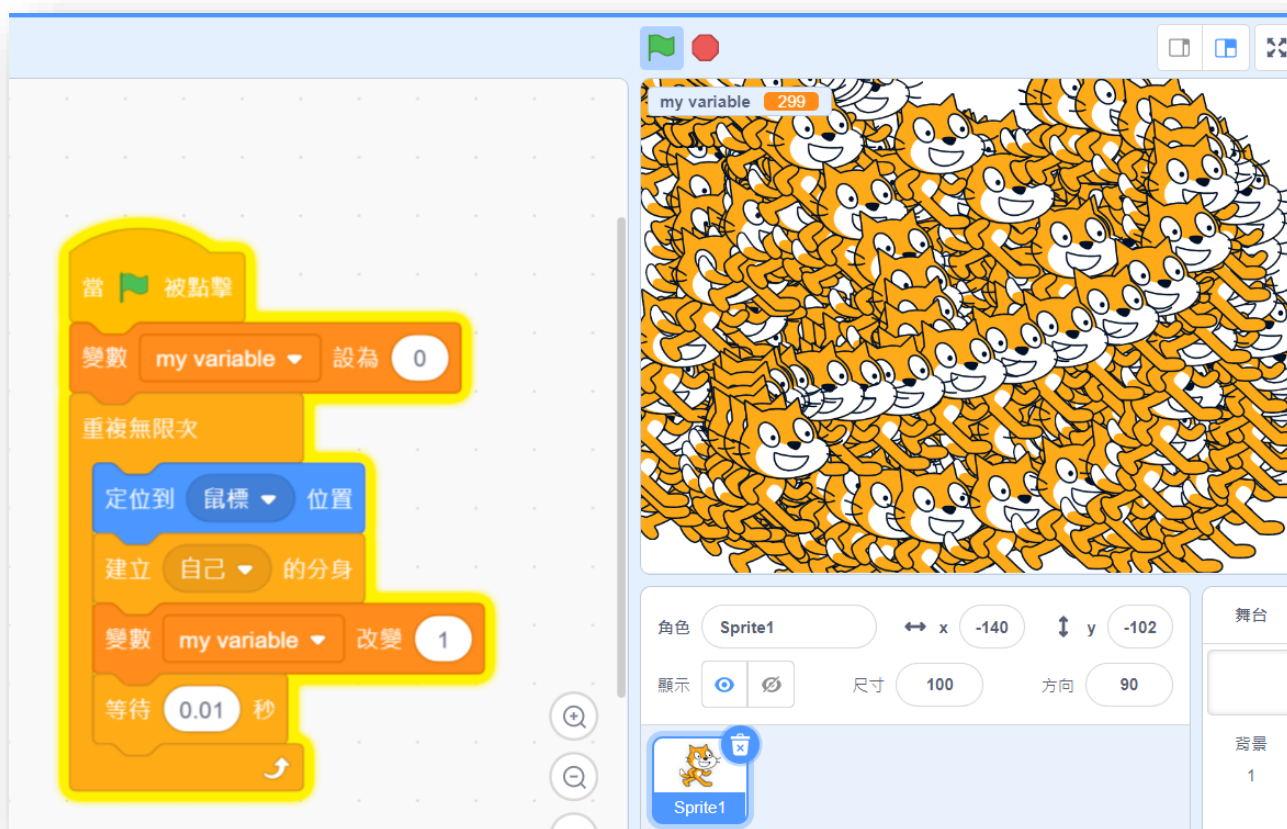 my variable 299
當 被點擊
變數 my variable 設為 0
重複無限次
定位到 鼠標 位置
建立 自己 的分身
變數 my variable 改變 1
等待 0.01 秒
角色 Sprite1 x -140 y -102
顯示 尺寸 100 方向 90
Sprite1
舞台
背景
1